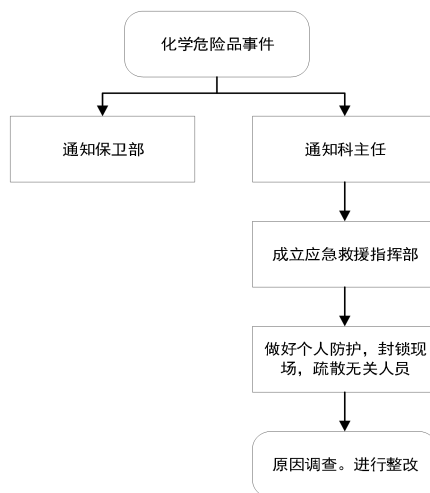 化学危险品事件
通知保卫部
通知科主任
成立应急救援指挥部
做好个人防护，封锁现
场，疏散无关人员
原因调查。进行整改